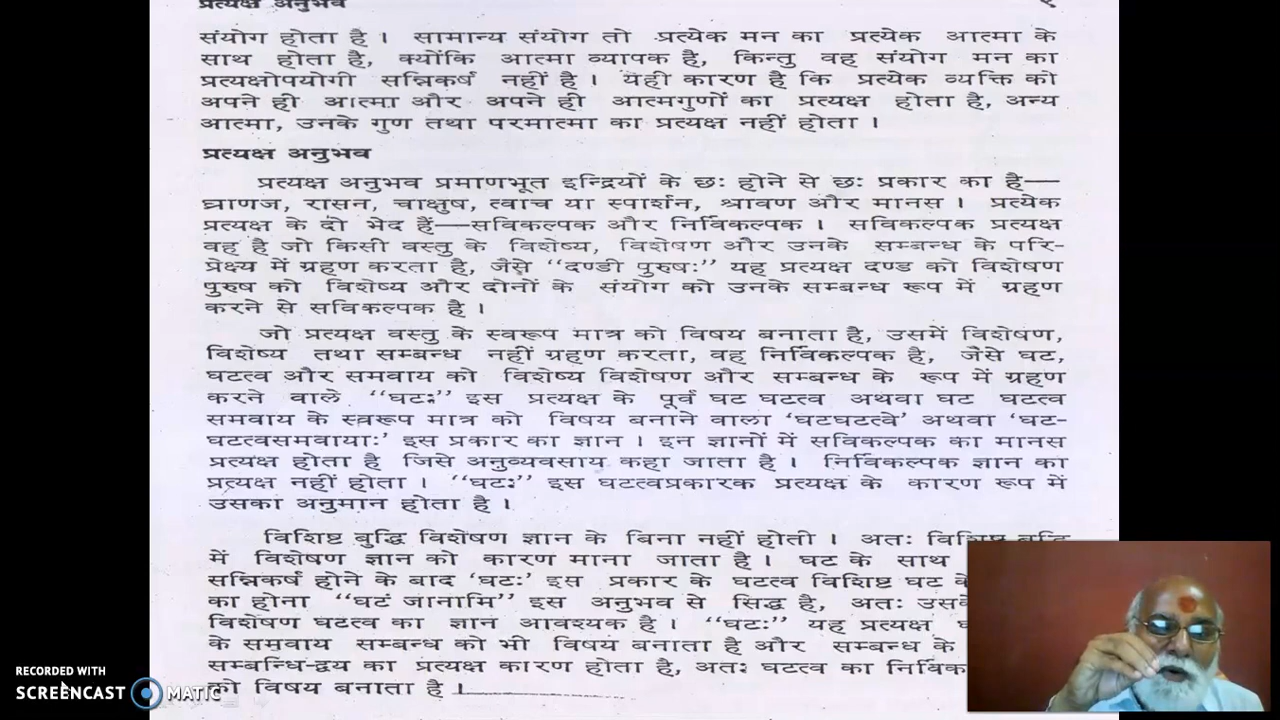 प्रत्यक्ष अनुभव
संयोग होता है । सामान्य संयोग तो प्रत्येक मन का प्रत्येक आत्मा के
साथ होता है, क्योंकि आत्मा व्यापक है, किन्तु वह संयोग मन का
प्रत्यक्षोपयोगी सन्निकर्ष नहीं है । यही कारण है कि प्रत्येक व्यक्ति को
अपने ही आत्मा और अपने ही आत्मगुणों का प्रत्यक्ष होता है, अन्य
आत्मा, उनके गुण तथा परमात्मा का प्रत्यक्ष नहीं होता ।
प्रत्यक्ष अनुभव
प्रत्यक्ष अनुभव प्रमाणभूत इन्द्रियों के छः होने से छः प्रकार का है—
घ्राणज, रासन, चाक्षुष, त्वाच या स्पार्शन, श्रावण और मानस । प्रत्येक
प्रत्यक्ष के दो भेद हैं—सविकल्पक और निर्विकल्पक । सविकल्पक प्रत्यक्ष
वह है जो किसी वस्तु के विशेष्य, विशेषण और उनके सम्बन्ध के परि-
प्रेक्ष्य में ग्रहण करता है, जैसे ‘‘दण्डी पुरुषः’’ यह प्रत्यक्ष दण्ड को विशेषण
पुरुष को विशेष्य और दोनों के संयोग को उनके सम्बन्ध रूप में ग्रहण
करने से सविकल्पक है ।
जो प्रत्यक्ष वस्तु के स्वरूप मात्र को विषय बनाता है, उसमें विशेषण,
विशेष्य तथा सम्बन्ध नहीं ग्रहण करता, वह निर्विकल्पक है, जैसे घट,
घटत्व और समवाय को विशेष्य विशेषण और सम्बन्ध के रूप में ग्रहण
करने वाले ‘‘घटः’’ इस प्रत्यक्ष के पूर्व घट घटत्व अथवा घट घटत्व
समवाय के स्वरूप मात्र को विषय बनाने वाला ‘घटघटत्वे’ अथवा ‘घट-
घटत्वसमवायाः’ इस प्रकार का ज्ञान । इन ज्ञानों में सविकल्पक का मानस
प्रत्यक्ष होता है जिसे अनुव्यवसाय कहा जाता है । निर्विकल्पक ज्ञान का
प्रत्यक्ष नहीं होता । ‘‘घटः’’ इस घटत्वप्रकारक प्रत्यक्ष के कारण रूप में
उसका अनुमान होता है ।
विशिष्ट बुद्धि विशेषण ज्ञान के बिना नहीं होती । अतः विशिष्ट बुद्धि
में विशेषण ज्ञान को कारण माना जाता है । घट के साथ
सन्निकर्ष होने के बाद ‘घटः’ इस प्रकार के घटत्व विशिष्ट घट
का होना ‘‘घटं जानामि’’ इस अनुभव से सिद्ध है, अतः
विशेषण घटत्व का ज्ञान आवश्यक है । ‘‘घटः’’ यह प्रत्यक्ष
के समवाय सम्बन्ध को भी विषय बनाता है और सम्बन्ध के
सम्बन्धि-द्वय का प्रत्यक्ष कारण होता है, अतः घटत्व का
को विषय बनाता है ।
RECORDED WITH
SCREENCAST MATIC